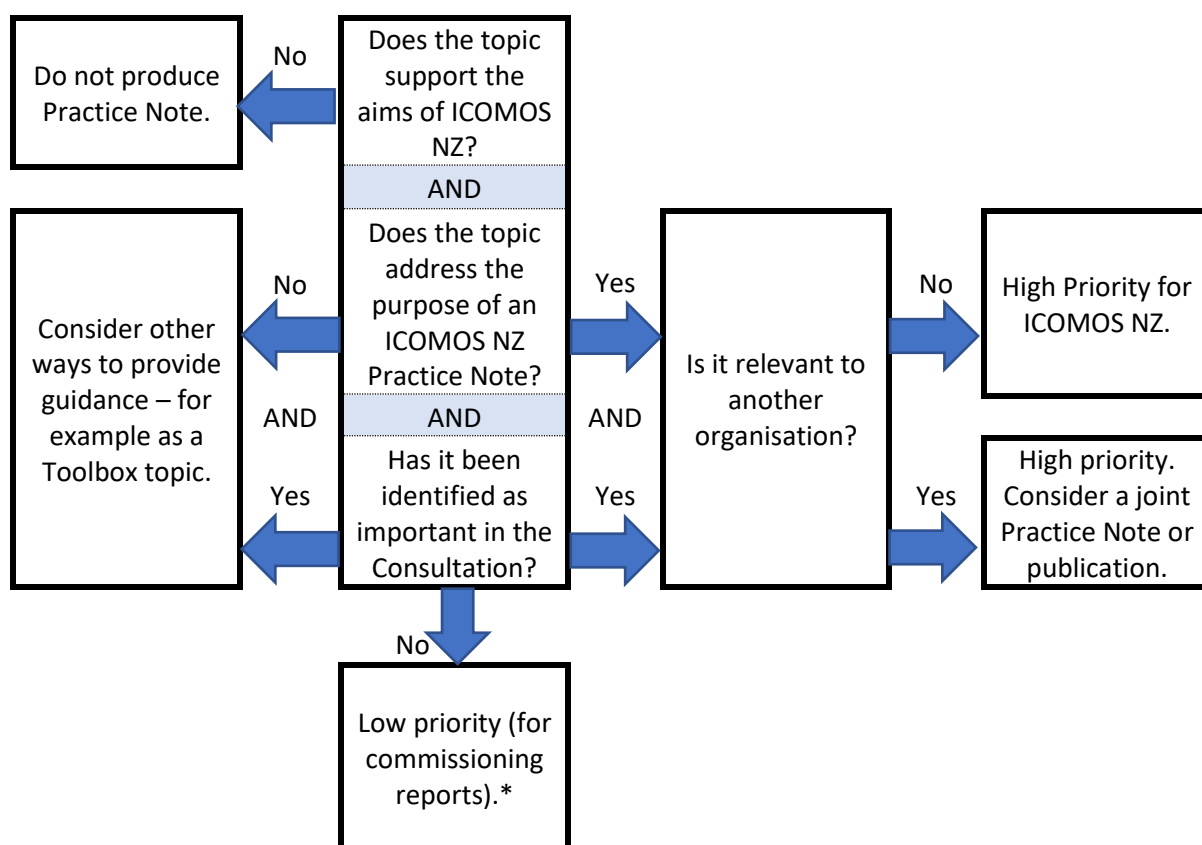 No
Do not produce
Practice Note.
Does the topic
support the
aims of ICOMOS
NZ?
AND
Does the topic
address the
purpose of an
ICOMOS NZ
Practice Note?
AND
Has it been
identified as
important in the
Consultation?
No
AND
Yes
Consider other
ways to provide
guidance – for
example as a
Toolbox topic.
Yes
AND
Yes
Is it relevant to
another
organisation?
No
High Priority for
ICOMOS NZ.
Yes
High priority.
Consider a joint
Practice Note or
publication.
No
Low priority (for
commissioning
reports).*